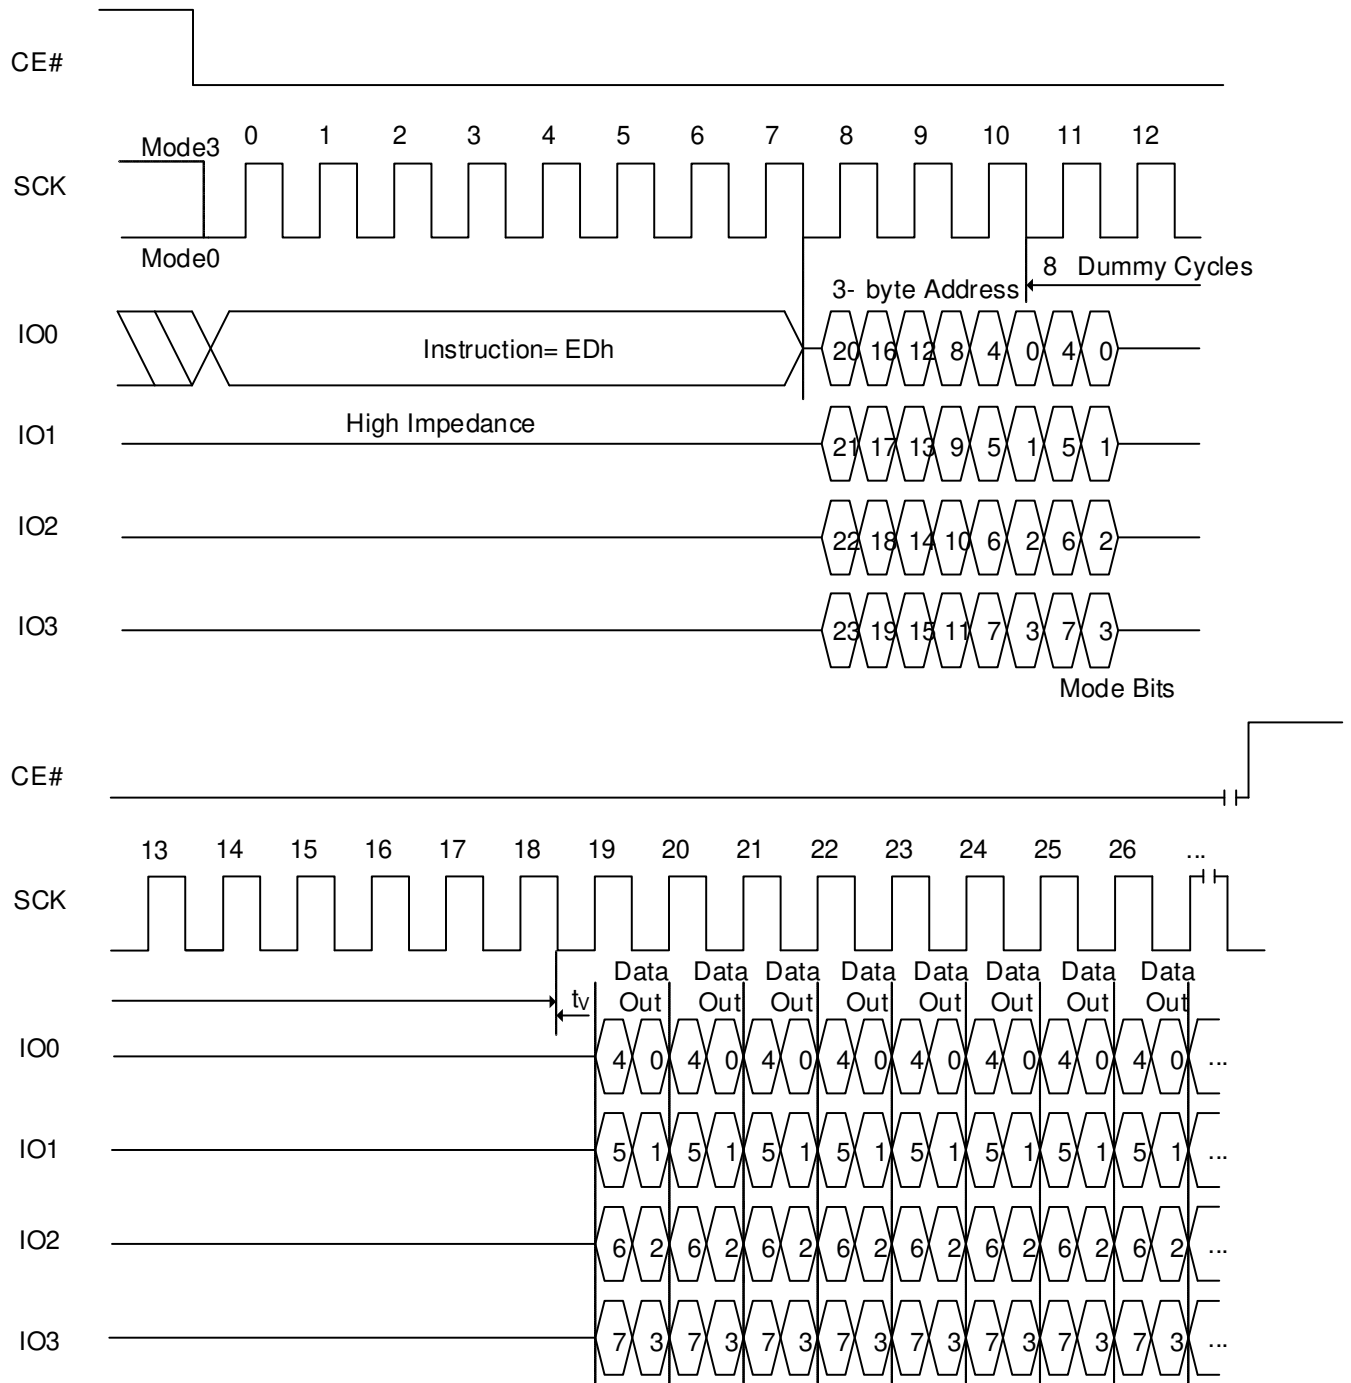 CE#
0 1 2 3 4 5 6 7 8 9 10 11 12
Mode3
SCK
Mode0
8 Dummy Cycles
3- byte Address
IO0
Instruction= EDh
20 16 12 8 4 0 4 0
High Impedance
IO1
21 17 13 9 5 1 5 1
IO2
22 18 14 10 6 2 6 2
IO3
23 19 15 11 7 3 7 3
Mode Bits
CE#
13 14 15 16 17 18 19 20 21 22 23 24 25 26 ...
SCK
Data Data Data Data Data Data Data Data
tV Out Out Out Out Out Out Out Out
IO0
4 0 4 0 4 0 4 0 4 0 4 0 4 0 4 0 ...
IO1
5 1 5 1 5 1 5 1 5 1 5 1 5 1 5 1 ...
IO2
6 2 6 2 6 2 6 2 6 2 6 2 6 2 6 2 ...
IO3
7 3 7 3 7 3 7 3 7 3 7 3 7 3 7 3 ...